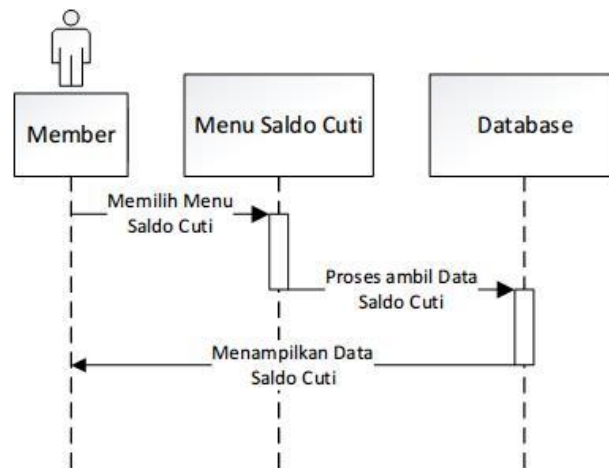 Member
Menu Saldo Cuti
Database
Memilih Menu
Saldo Cuti
Proses ambil Data
Saldo Cuti
Menampilkan Data
Saldo Cuti